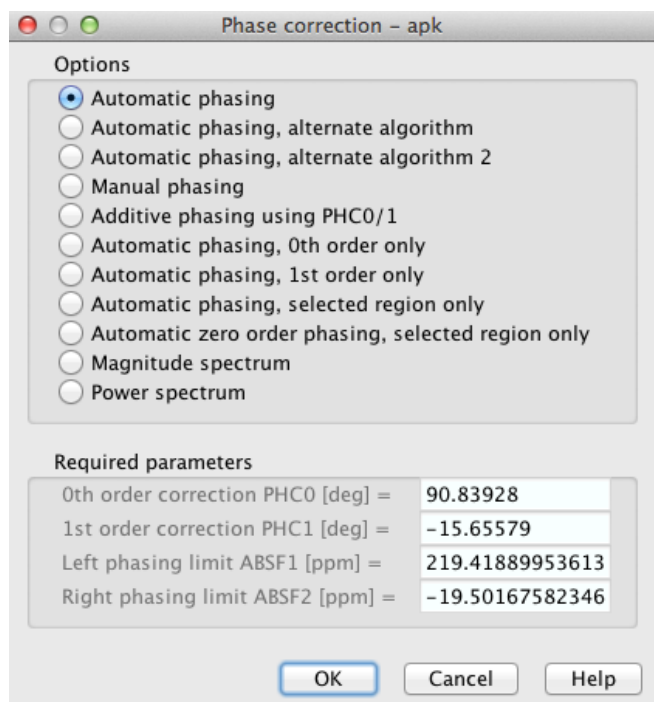 Phase correction – apk
Options
Automatic phasing
Automatic phasing, alternate algorithm
Automatic phasing, alternate algorithm 2
Manual phasing
Additive phasing using PHC0/1
Automatic phasing, 0th order only
Automatic phasing, 1st order only
Automatic phasing, selected region only
Automatic zero order phasing, selected region only
Magnitude spectrum
Power spectrum
Required parameters
0th order correction PHC0 [deg] = 90.83928
1st order correction PHC1 [deg] = −15.65579
Left phasing limit ABSF1 [ppm] = 219.41889953613
Right phasing limit ABSF2 [ppm] = −19.50167582346
OK Cancel Help